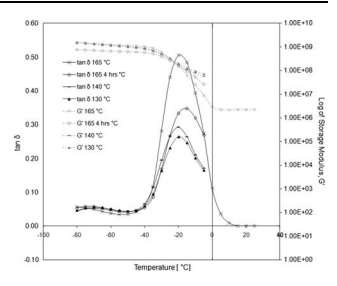 0.60
0.50
0.40
0.30
0.20
0.10
0.00
0.10
tan δ
tan δ 165 °C
tan δ 165 4 hrs °C
tan δ 140 °C
tan δ 130 °C
G' 165 °C
G' 165 4 hrs °C
G' 140 °C
G' 130 °C
1.00E+10
1.00E+09
1.00E+08
1.00E+07
1.00E+06
1.00E+05
1.00E+04
1.00E+03
1.00E+02
1.00E+01
1.00E+00
Log of Storage Modulus, G'
-100 -80 -60 -40 -20 0 20 40
Temperature [ °C]